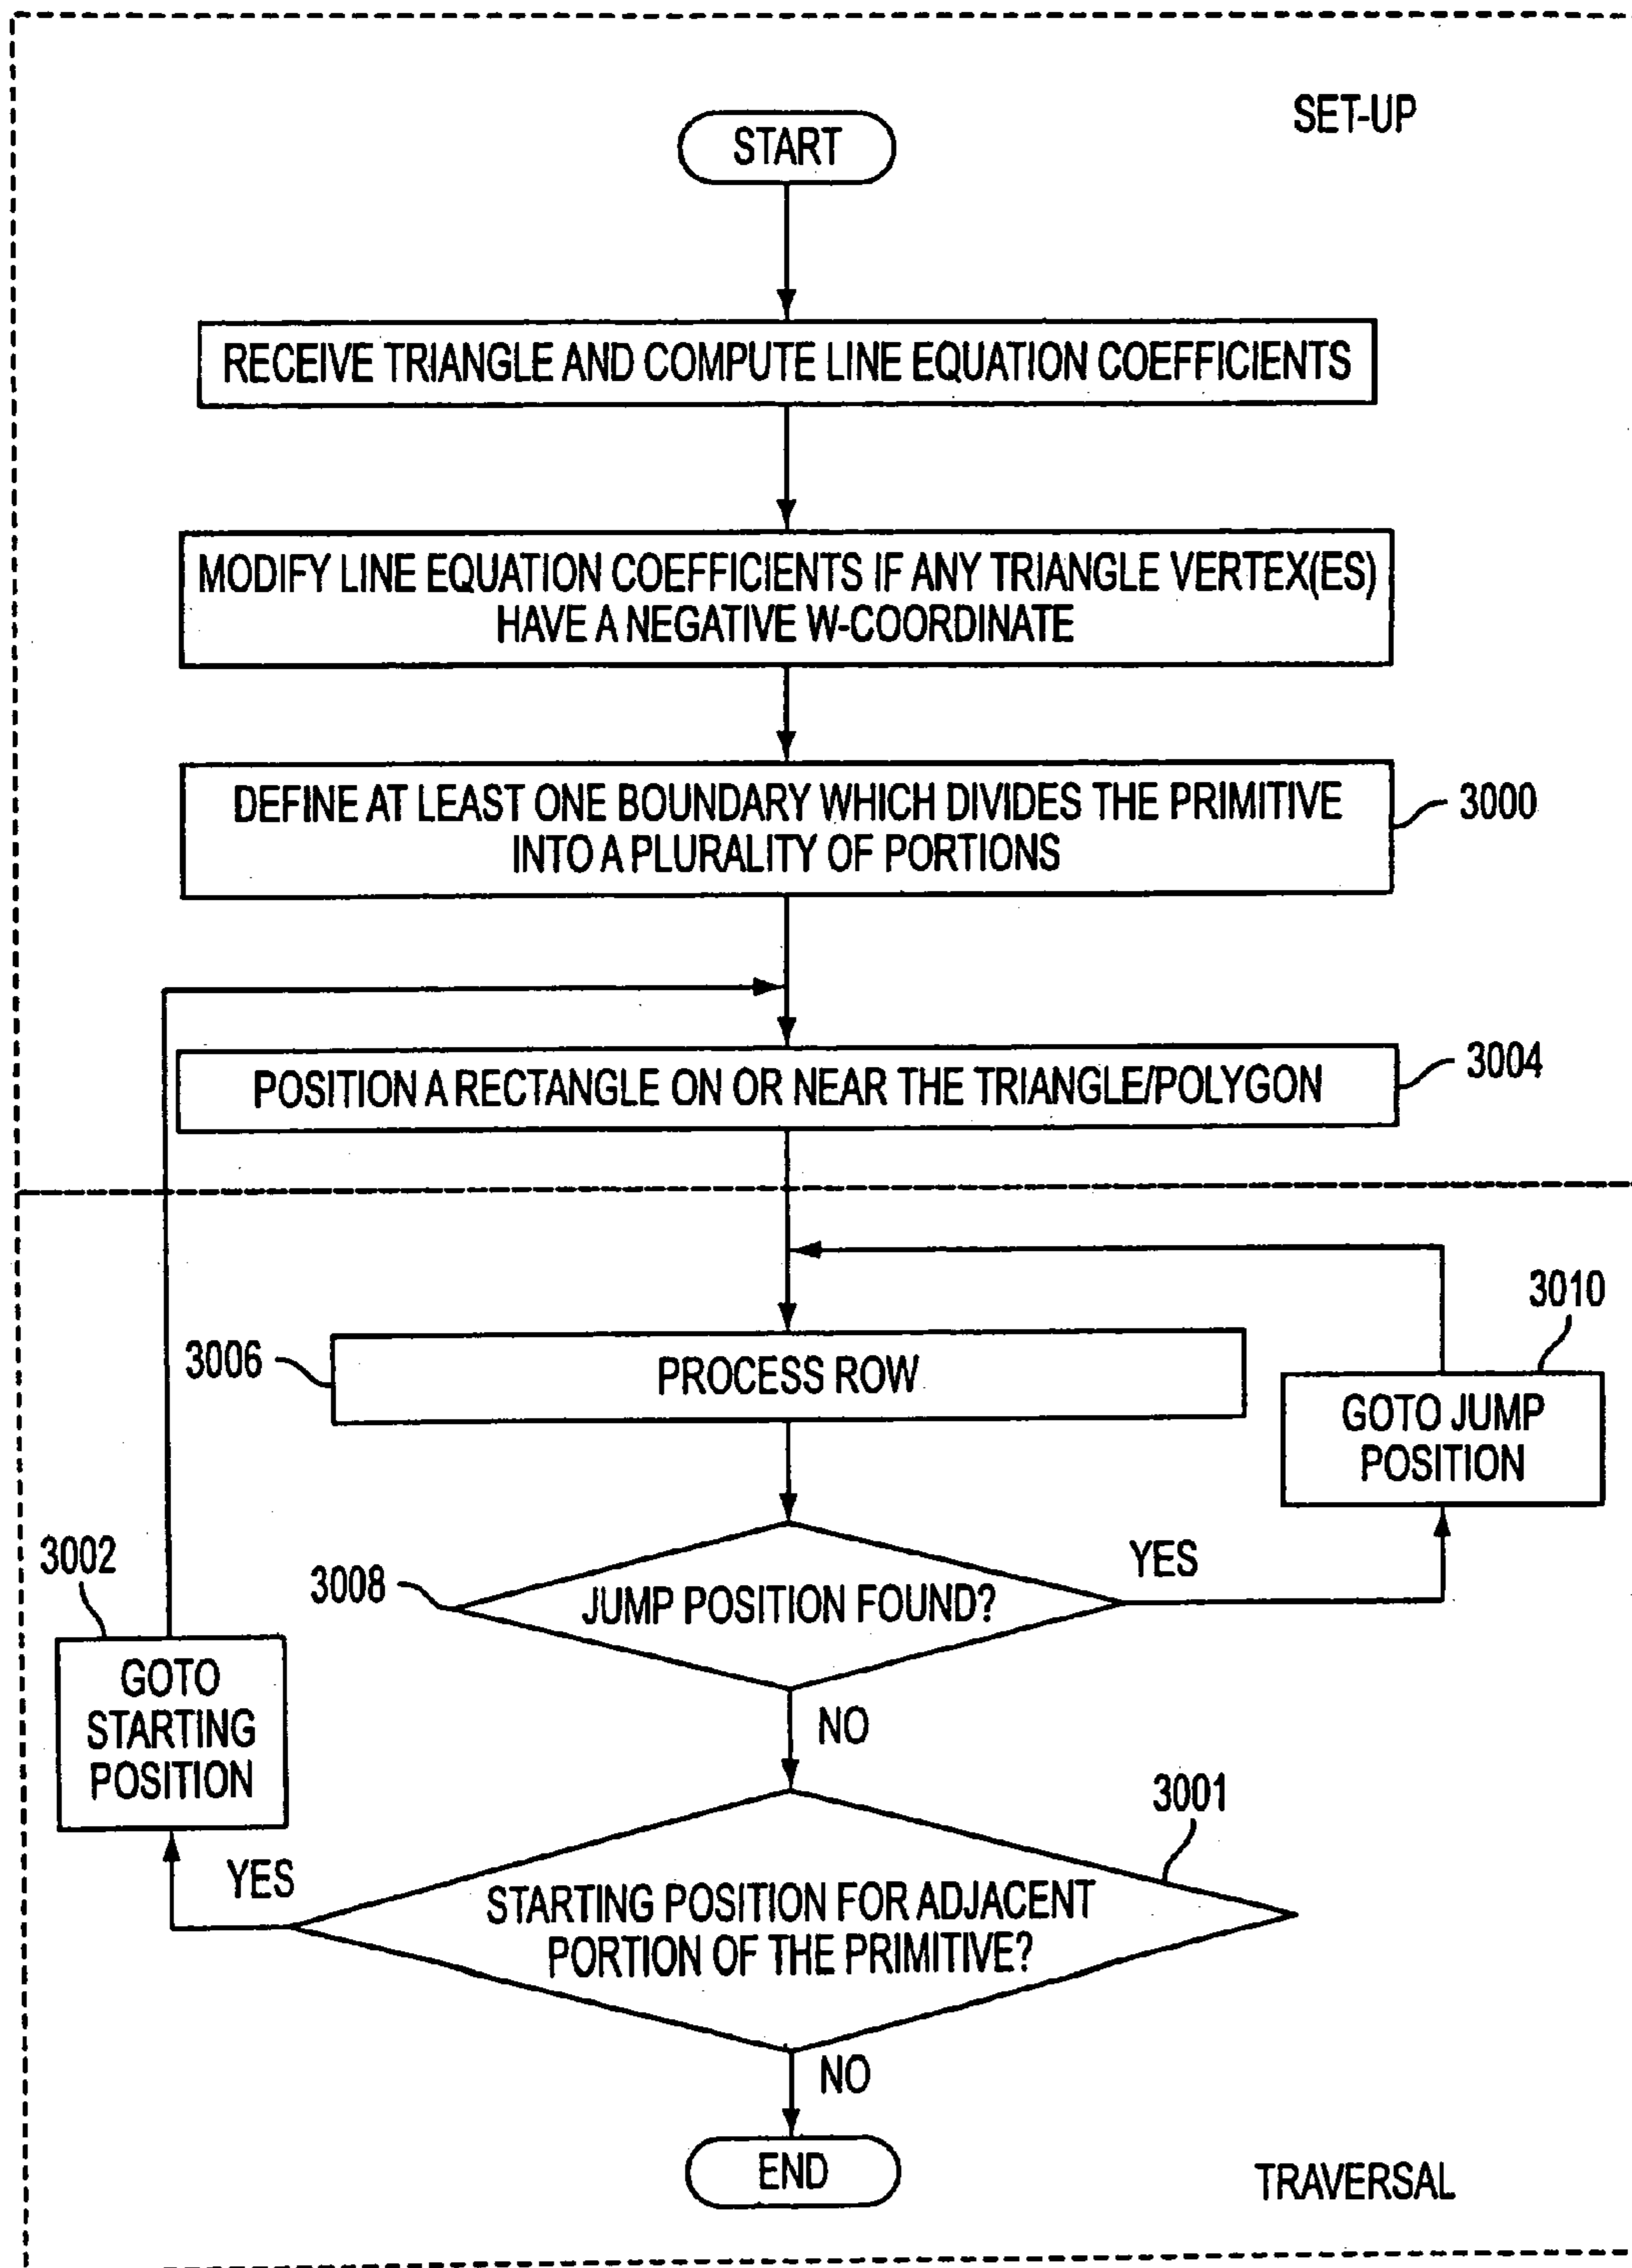 SET-UP
START
RECEIVE TRIANGLE AND COMPUTE LINE EQUATION COEFFICIENTS
MODIFY LINE EQUATION COEFFICIENTS IF ANY TRIANGLE VERTEX(ES)
HAVE A NEGATIVE W-COORDINATE
DEFINE AT LEAST ONE BOUNDARY WHICH DIVIDES THE PRIMITIVE
INTO A PLURALITY OF PORTIONS
3000
POSITION A RECTANGLE ON OR NEAR THE TRIANGLE/POLYGON
3004
3006
PROCESS ROW
3010
GOTO JUMP
POSITION
3008
JUMP POSITION FOUND?
YES
NO
3002
GOTO
STARTING
POSITION
YES
3001
STARTING POSITION FOR ADJACENT
PORTION OF THE PRIMITIVE?
NO
END
TRAVERSAL